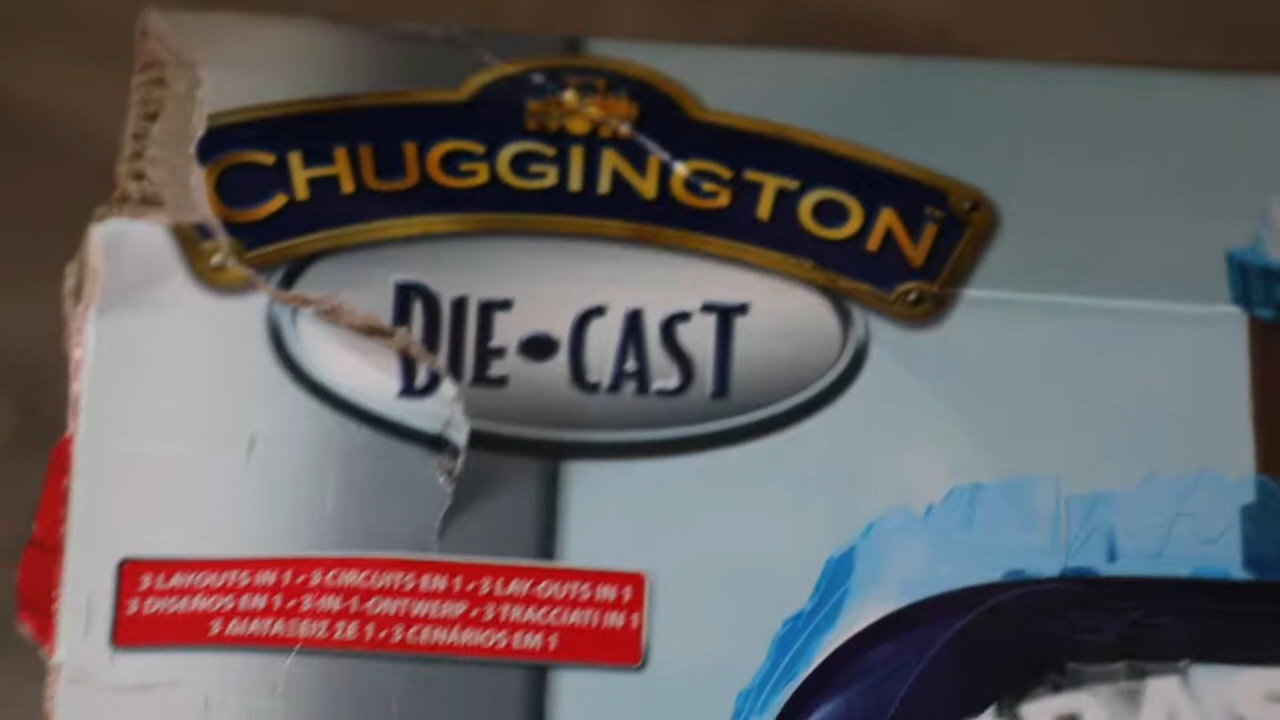 CHUGGINGTON
DIE•CAST
3 LAYOUTS IN 1 • 3 CIRCUITS EN 1 • 3 LAY-OUTS IN 1
3 DISEÑOS EN 1 • 3-IN-1-ONTWERP • 3 TRACCIATI IN 1
1 • 3 CENÁRIOS EM 1